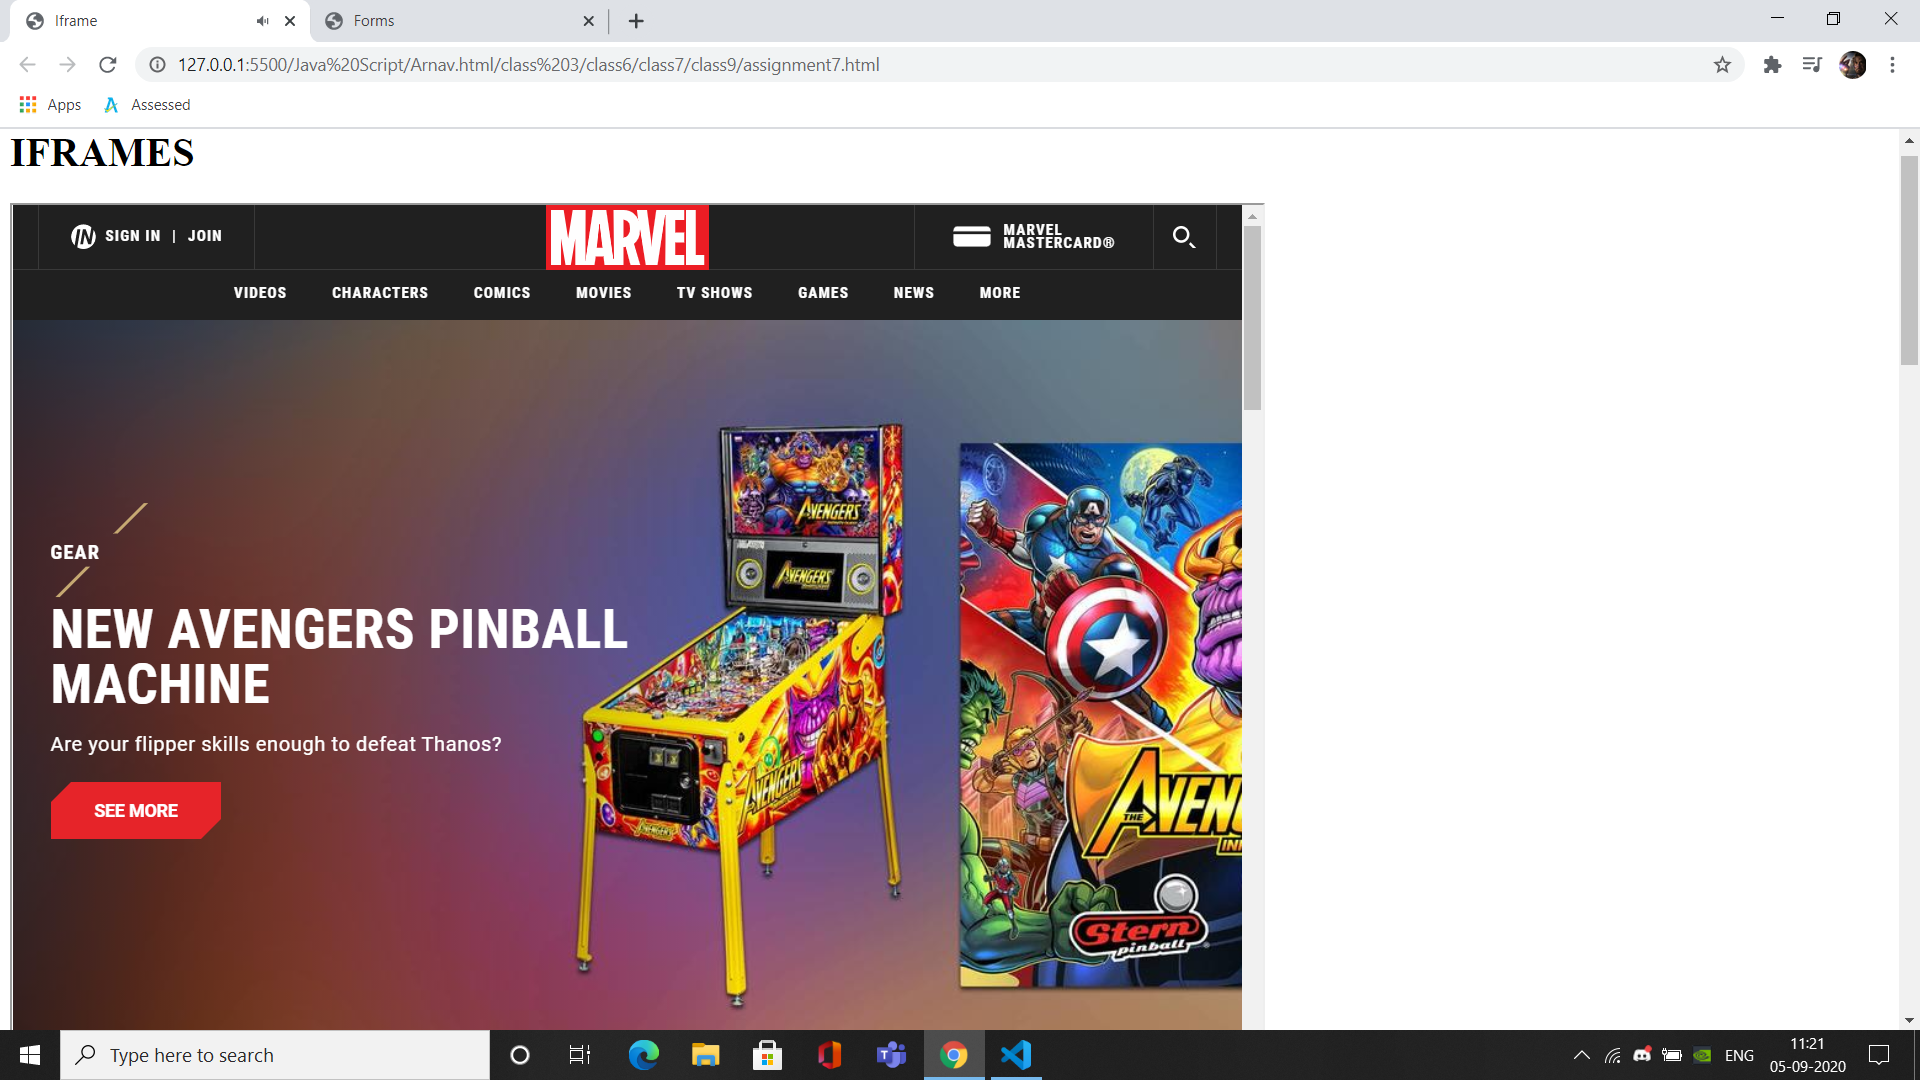 Iframe
Forms
127.0.0.1:5500/Java%20Script/Arnav.html/class%203/class6/class7/class9/assignment7.html
Apps
Assessed
IFRAMES
SIGN IN | JOIN
MARVEL
MARVEL
MASTERCARD®
VIDEOS CHARACTERS COMICS MOVIES TV SHOWS GAMES NEWS MORE
GEAR
NEW AVENGERS PINBALL
MACHINE
Are your flipper skills enough to defeat Thanos?
SEE MORE
AVENGERS
AVENGERS
AVENGERS
AVENGERS
THE AVEN
Stern
pinball
Type here to search
ENG
11:21
05-09-2020